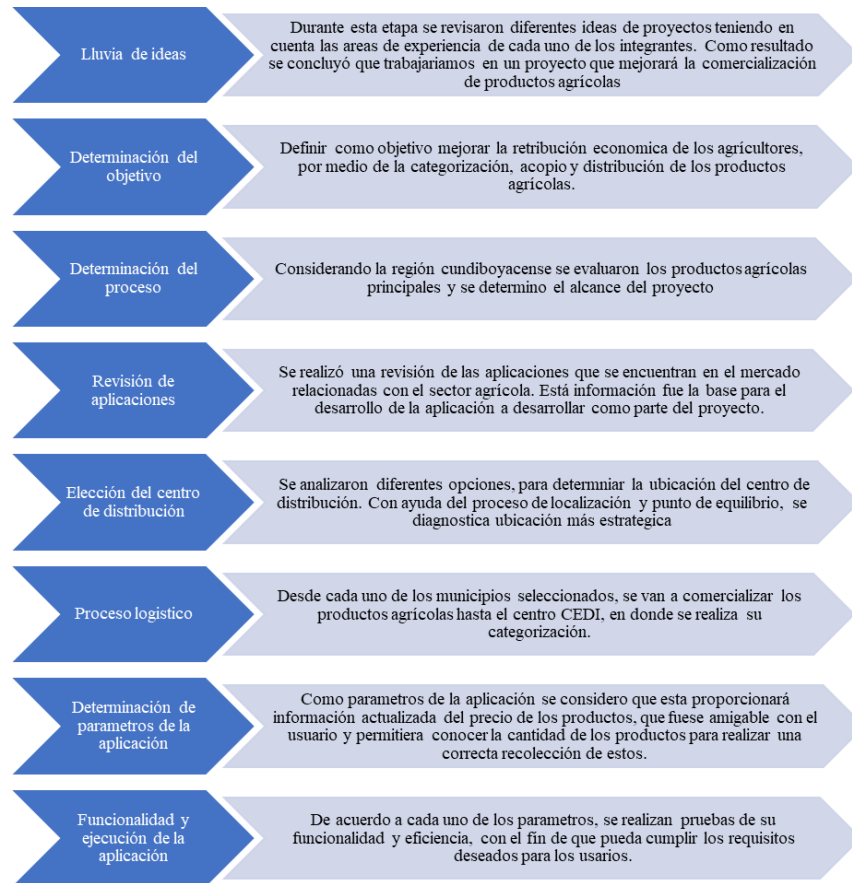 Lluvia de ideas
Durante esta etapa se revisaron diferentes ideas de proyectos teniendo en
cuenta las areas de experiencia de cada uno de los integrantes. Como resultado
se concluyó que trabajariamos en un proyecto que mejorará la comercialización
de productos agrícolas
Determinación del
objetivo
Definir como objetivo mejorar la retribución economica de los agrícultores,
por medio de la categorización, acopio y distribución de los productos
agrícolas.
Determinación del
proceso
Considerando la región cundiboyacense se evaluaron los productos agrícolas
principales y se determino el alcance del proyecto
Revisión de
aplicaciones
Se realizó una revisión de las aplicaciones que se encuentran en el mercado
relacionadas con el sector agrícola. Está información fue la base para el
desarrollo de la aplicación a desarrollar como parte del proyecto.
Elección del centro
de distribución
Se analizaron diferentes opciones, para determniar la ubicación del centro de
distribución. Con ayuda del proceso de localización y punto de equilibrio, se
diagnostica ubicación más estrategica
Proceso logistico
Desde cada uno de los municipios seleccionados, se van a comercializar los
productos agrícolas hasta el centro CEDI, en donde se realiza su
categorización.
Determinación de
parametros de la
aplicación
Como parametros de la aplicación se considero que esta proporcionará
información actualizada del precio de los productos, que fuese amigable con el
usuario y permitiera conocer la cantidad de los productos para realizar una
correcta recolección de estos.
Funcionalidad y
ejecución de la
aplicación
De acuerdo a cada uno de los parametros, se realizan pruebas de su
funcionalidad y eficiencia, con el fín de que pueda cumplir los requisitos
deseados para los usarios.